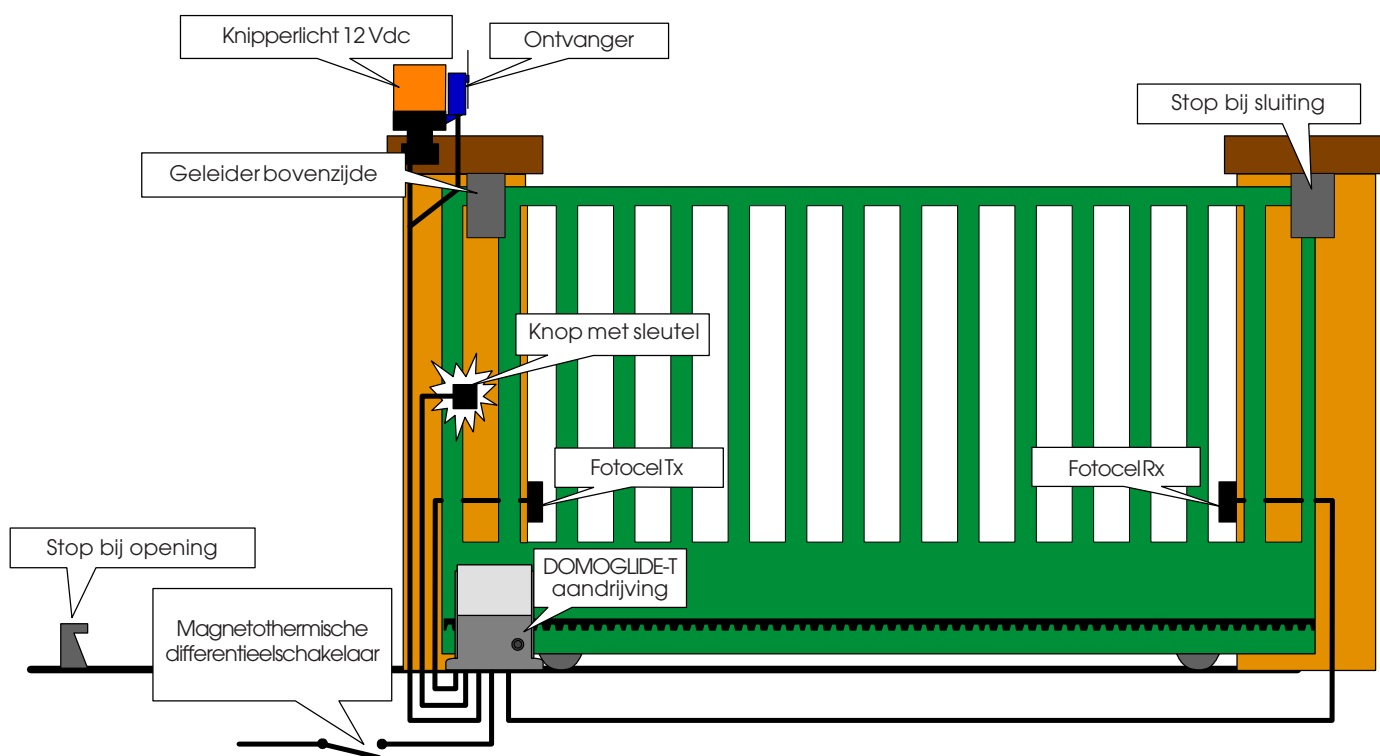 Knipperlicht 12 Vdc
Ontvanger
Stop bij sluiting
Geleider bovenzijde
Knop met sleutel
Fotocel Tx
Fotocel Rx
Stop bij opening
DOMOGLIDE-T
aandrijving
Magnetothermische
differentieelschakelaar